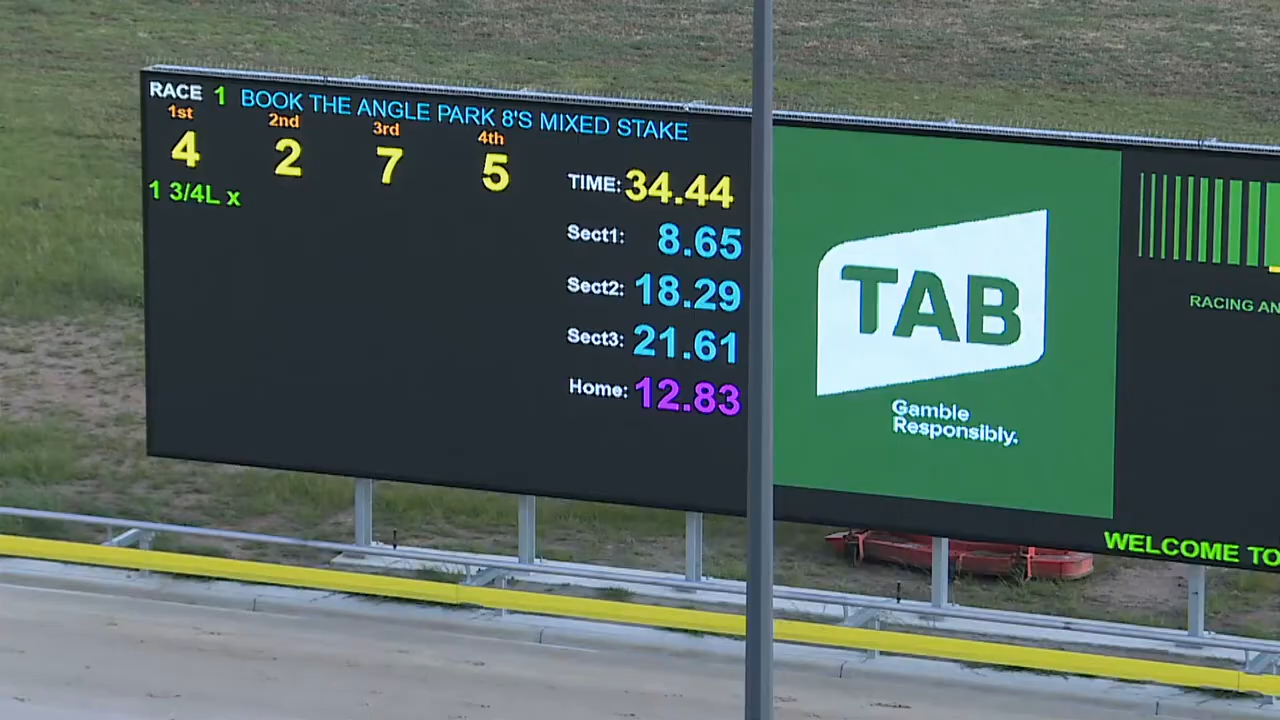 RACE 1 BOOK THE ANGLE PARK 8'S MIXED STAKE
1st 2nd 3rd 4th
4 2 7 5
1 3/4L x
TIME: 34.44
Sect1: 8.65
Sect2: 18.29
Sect3: 21.61
Home: 12.83
TAB
Gamble
Responsibly.
RACING AN
WELCOME TO